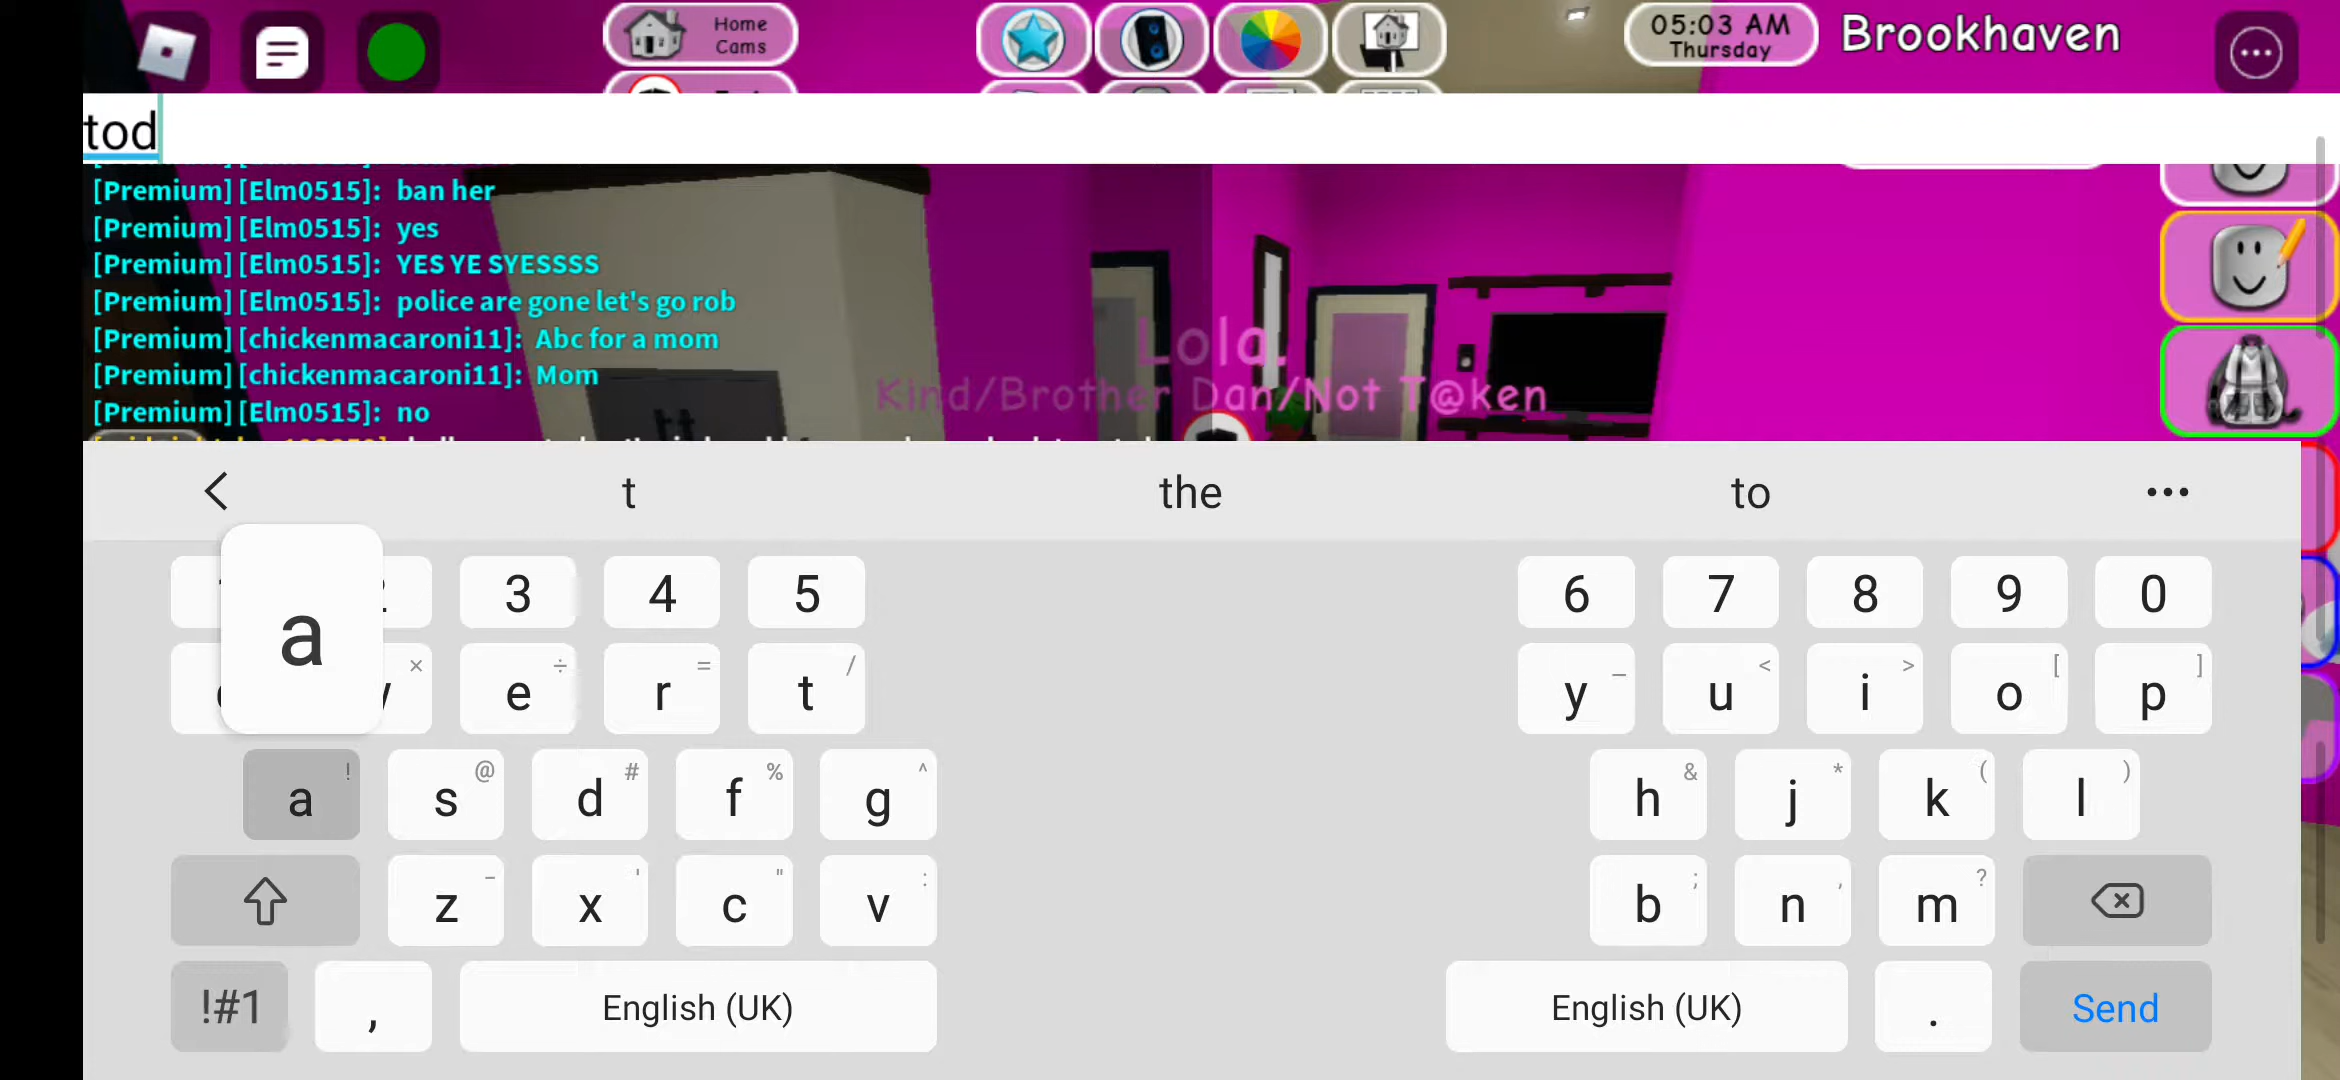 Home
Cams
05:03 AM
Thursday
Brookhaven
tod
[Premium] [Elm0515]: ban her
[Premium] [Elm0515]: yes
[Premium] [Elm0515]: YES YE SYESSSS
[Premium] [Elm0515]: police are gone let's go rob
[Premium] [chickenmacaroni11]: Abc for a mom
[Premium] [chickenmacaroni11]: Mom
[Premium] [Elm0515]: no
Lola.
Kind/Brother Dan/Not T@ken
t the to
a
3 4 5 6 7 8 9 0
× ÷ = / – < > [ ]
e r t y u i o p
! @ # % ^ & * ( )
a s d f g h j k l
– ' " : ; , ?
z x c v b n m
!#1 , English (UK) English (UK) . Send